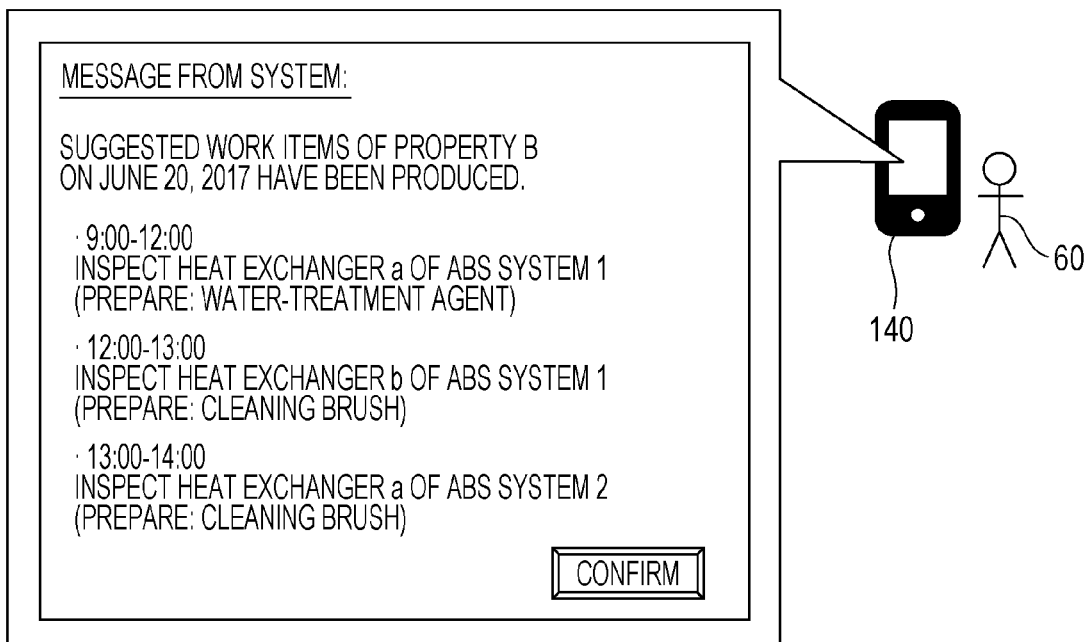 MESSAGE FROM SYSTEM:
SUGGESTED WORK ITEMS OF PROPERTY B
ON JUNE 20, 2017 HAVE BEEN PRODUCED.
· 9:00-12:00
INSPECT HEAT EXCHANGER a OF ABS SYSTEM 1
(PREPARE: WATER-TREATMENT AGENT)
· 12:00-13:00
INSPECT HEAT EXCHANGER b OF ABS SYSTEM 1
(PREPARE: CLEANING BRUSH)
· 13:00-14:00
INSPECT HEAT EXCHANGER a OF ABS SYSTEM 2
(PREPARE: CLEANING BRUSH)
CONFIRM
140
60